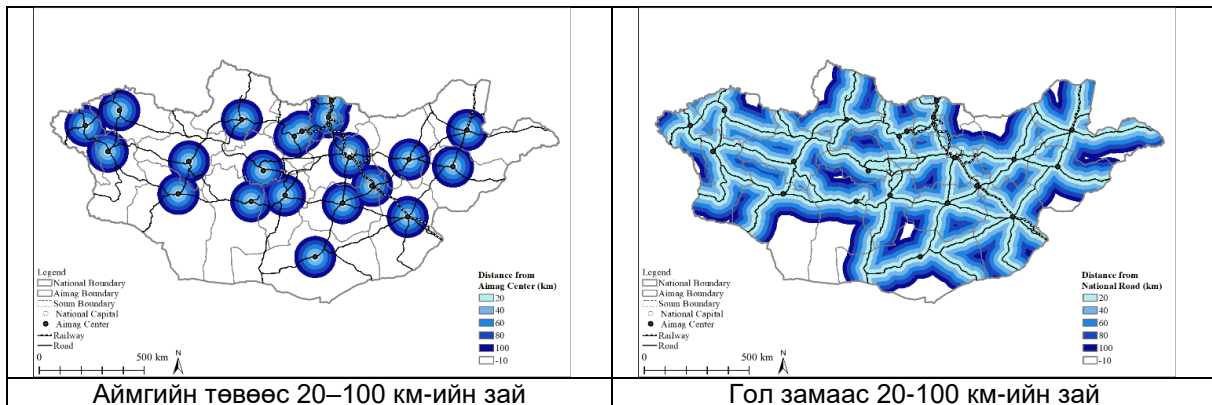 Legend
National Boundary
Aimag Boundary
Soum Boundary
National Capital
Aimag Center
Railway
Road
0
500 km
N
Distance from
Aimag Center (km)
20
40
60
80
100
-10
Legend
National Boundary
Aimag Boundary
Soum Boundary
National Capital
Aimag Center
Railway
Road
0
500 km
N
Distance from
National Road (km)
20
40
60
80
100
-10
Аймгийн төвөөс 20–100 км-ийн зай
Гол замаас 20-100 км-ийн зай